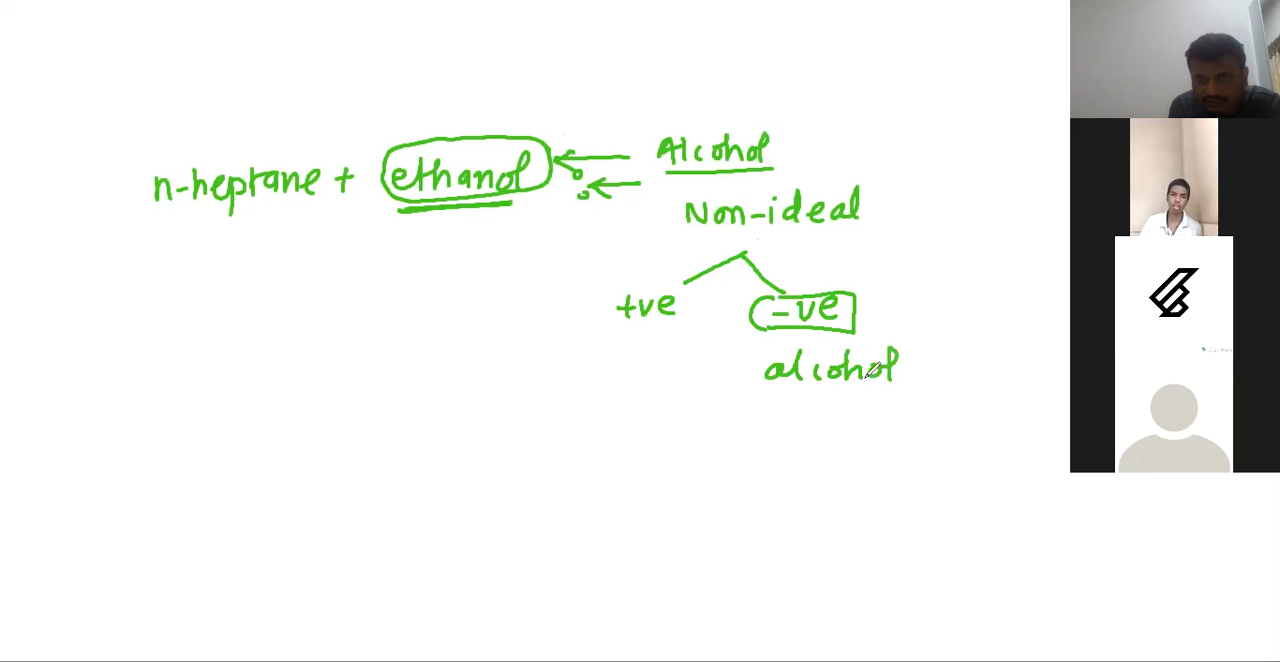 n-heptane + ethanol
Alcohol
Non-ideal
+ve
-ve
alcohol